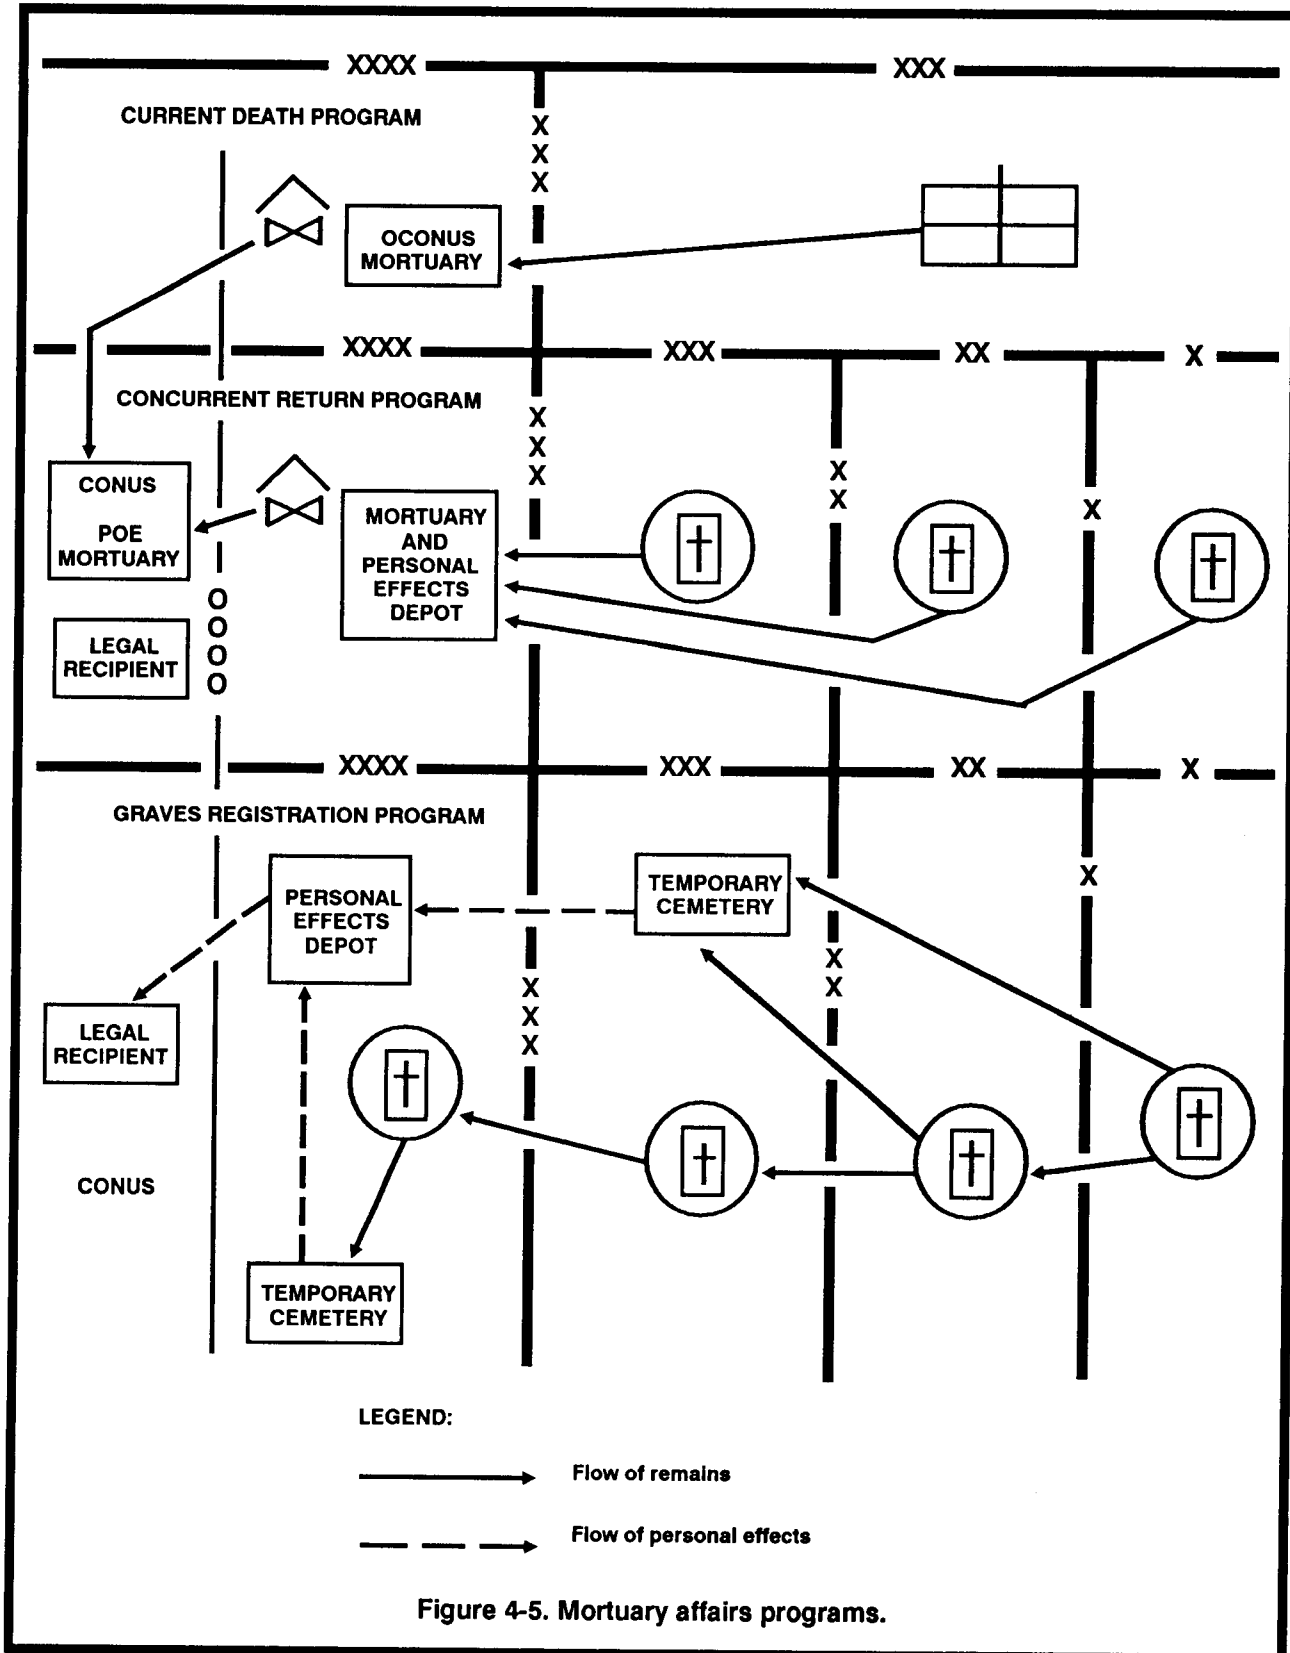 XXXX
XXX
CURRENT DEATH PROGRAM
X
X
X
OCONUS
MORTUARY
XXXX
XXX
XX
X
CONCURRENT RETURN PROGRAM
X
X
X
X
X
X
CONUS
POE
MORTUARY
MORTUARY
AND
PERSONAL
EFFECTS
DEPOT
O
O
O
O
LEGAL
RECIPIENT
XXXX
XXX
XX
X
GRAVES REGISTRATION PROGRAM
PERSONAL
EFFECTS
DEPOT
TEMPORARY
CEMETERY
X
X
X
X
X
X
LEGAL
RECIPIENT
CONUS
TEMPORARY
CEMETERY
LEGEND:
Flow of remains
Flow of personal effects
Figure 4-5. Mortuary affairs programs.